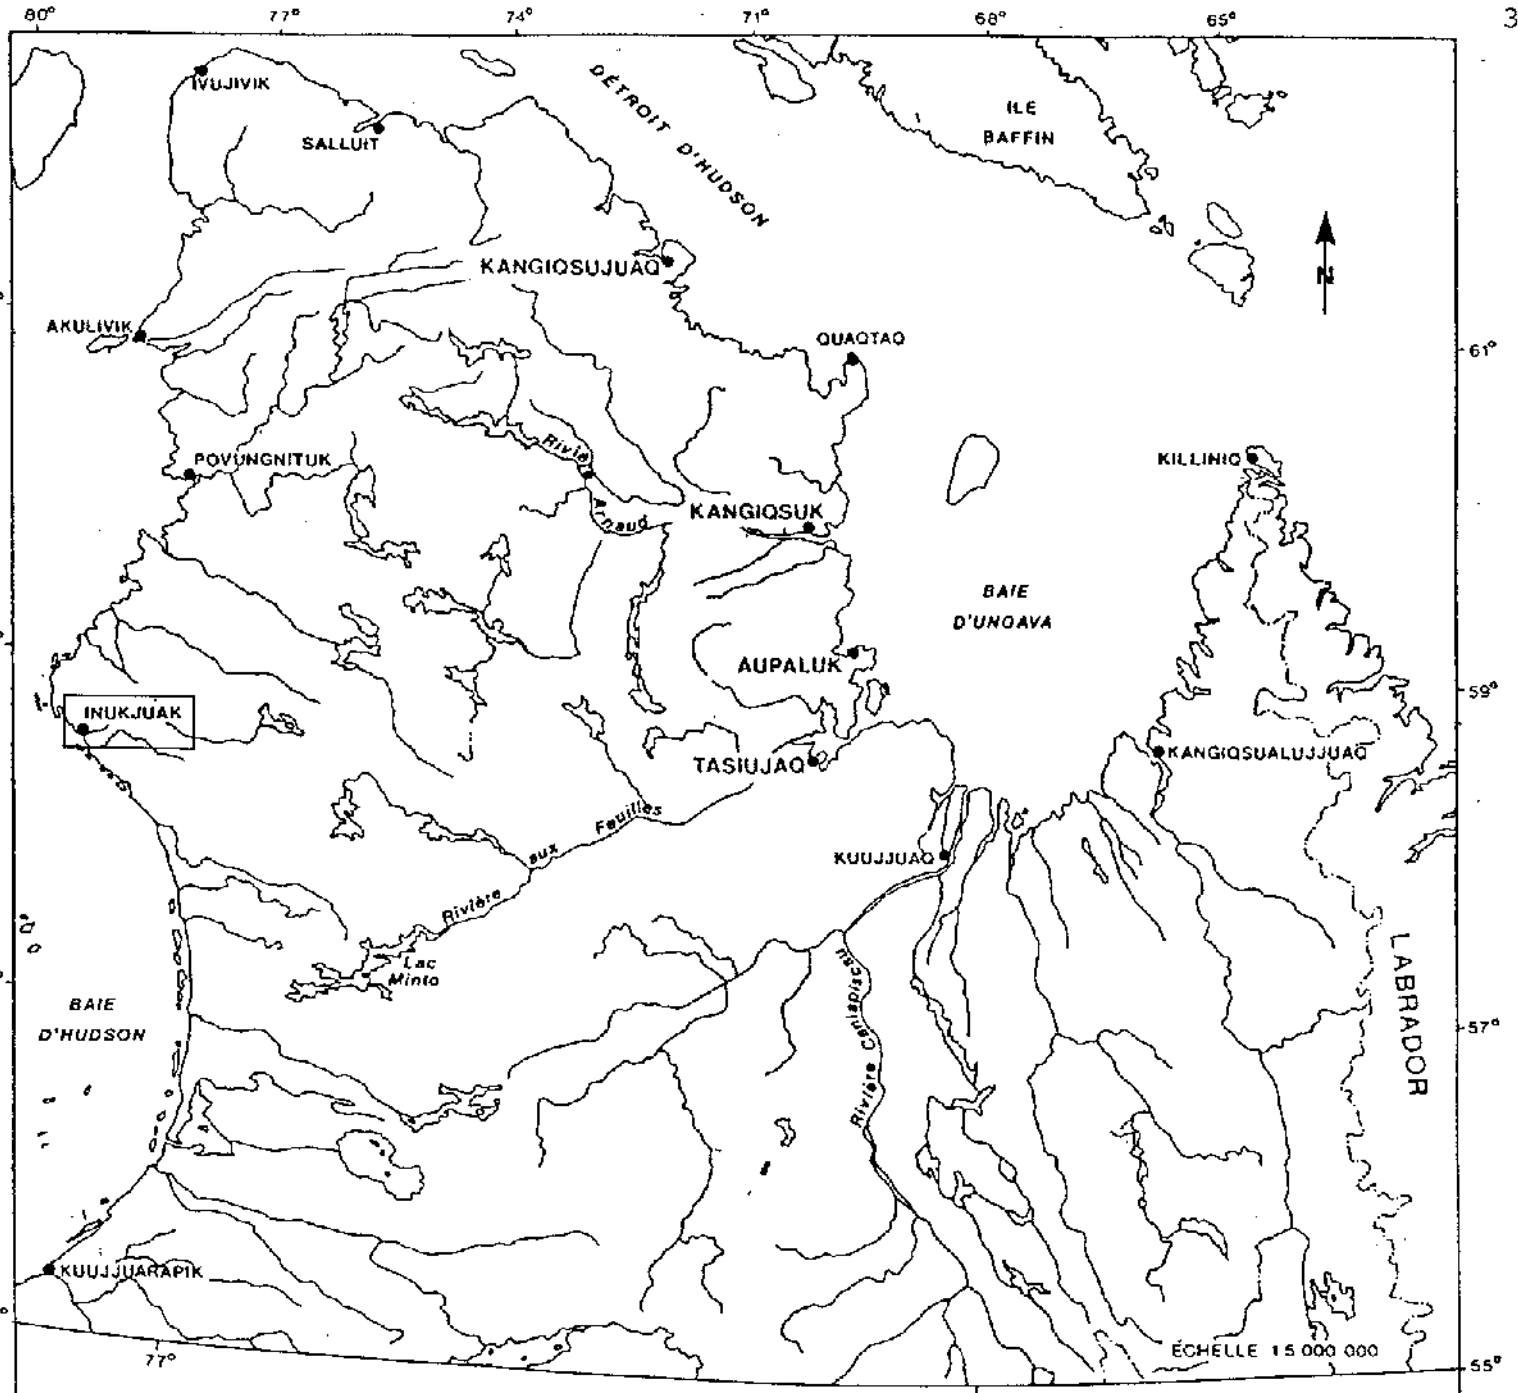 80° 77° 74° 71° 68° 65° 3
IVUJIVIK
SALLUIT
DÉTROIT D'HUDSON
ILE
BAFFIN
N
KANGIQSUJUAQ
AKULIVIK
QUAQTAQ
61°
POVUNGNITUK
Rivière
Arnaud
KANGIQSUK
KILLINIQ
BAIE
D'UNGAVA
AUPALUK
59°
INUKJUAK
TASIUJAQ
KANGIQSUALUJJUAQ
Rivière aux Feuilles
KUUJJUAQ
Lac
Minto
Rivière Caniapiscau
LABRADOR
BAIE
D'HUDSON
57°
KUUJJUARAPIK
ÉCHELLE 1 5 000 000
77°
55°